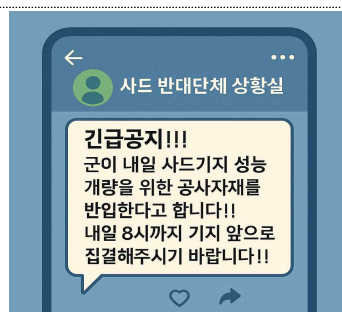 사드 반대단체 상황실
긴급공지!!!
군이 내일 사드기지 성능
개량을 위한 공사자재를
반입한다고 합니다!!
내일 8시까지 기지 앞으로
집결해주시기 바랍니다!!